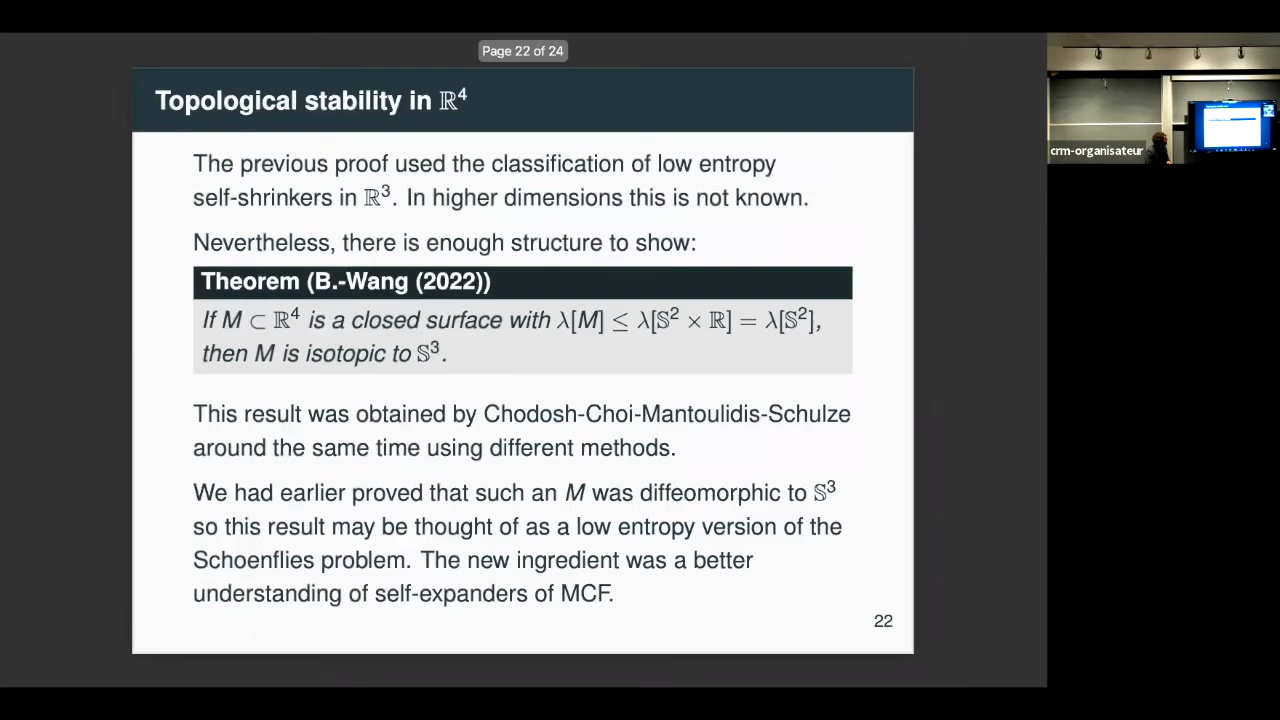 Page 22 of 24
Topological stability in ℝ⁴
The previous proof used the classification of low entropy
self-shrinkers in ℝ³. In higher dimensions this is not known.
Nevertheless, there is enough structure to show:
Theorem (B.-Wang (2022))
If M ⊂ ℝ⁴ is a closed surface with λ[M] ≤ λ[𝕊² × ℝ] = λ[𝕊²],
then M is isotopic to 𝕊³.
This result was obtained by Chodosh-Choi-Mantoulidis-Schulze
around the same time using different methods.
We had earlier proved that such an M was diffeomorphic to 𝕊³
so this result may be thought of as a low entropy version of the
Schoenflies problem. The new ingredient was a better
understanding of self-expanders of MCF.
22
crm-organisateur